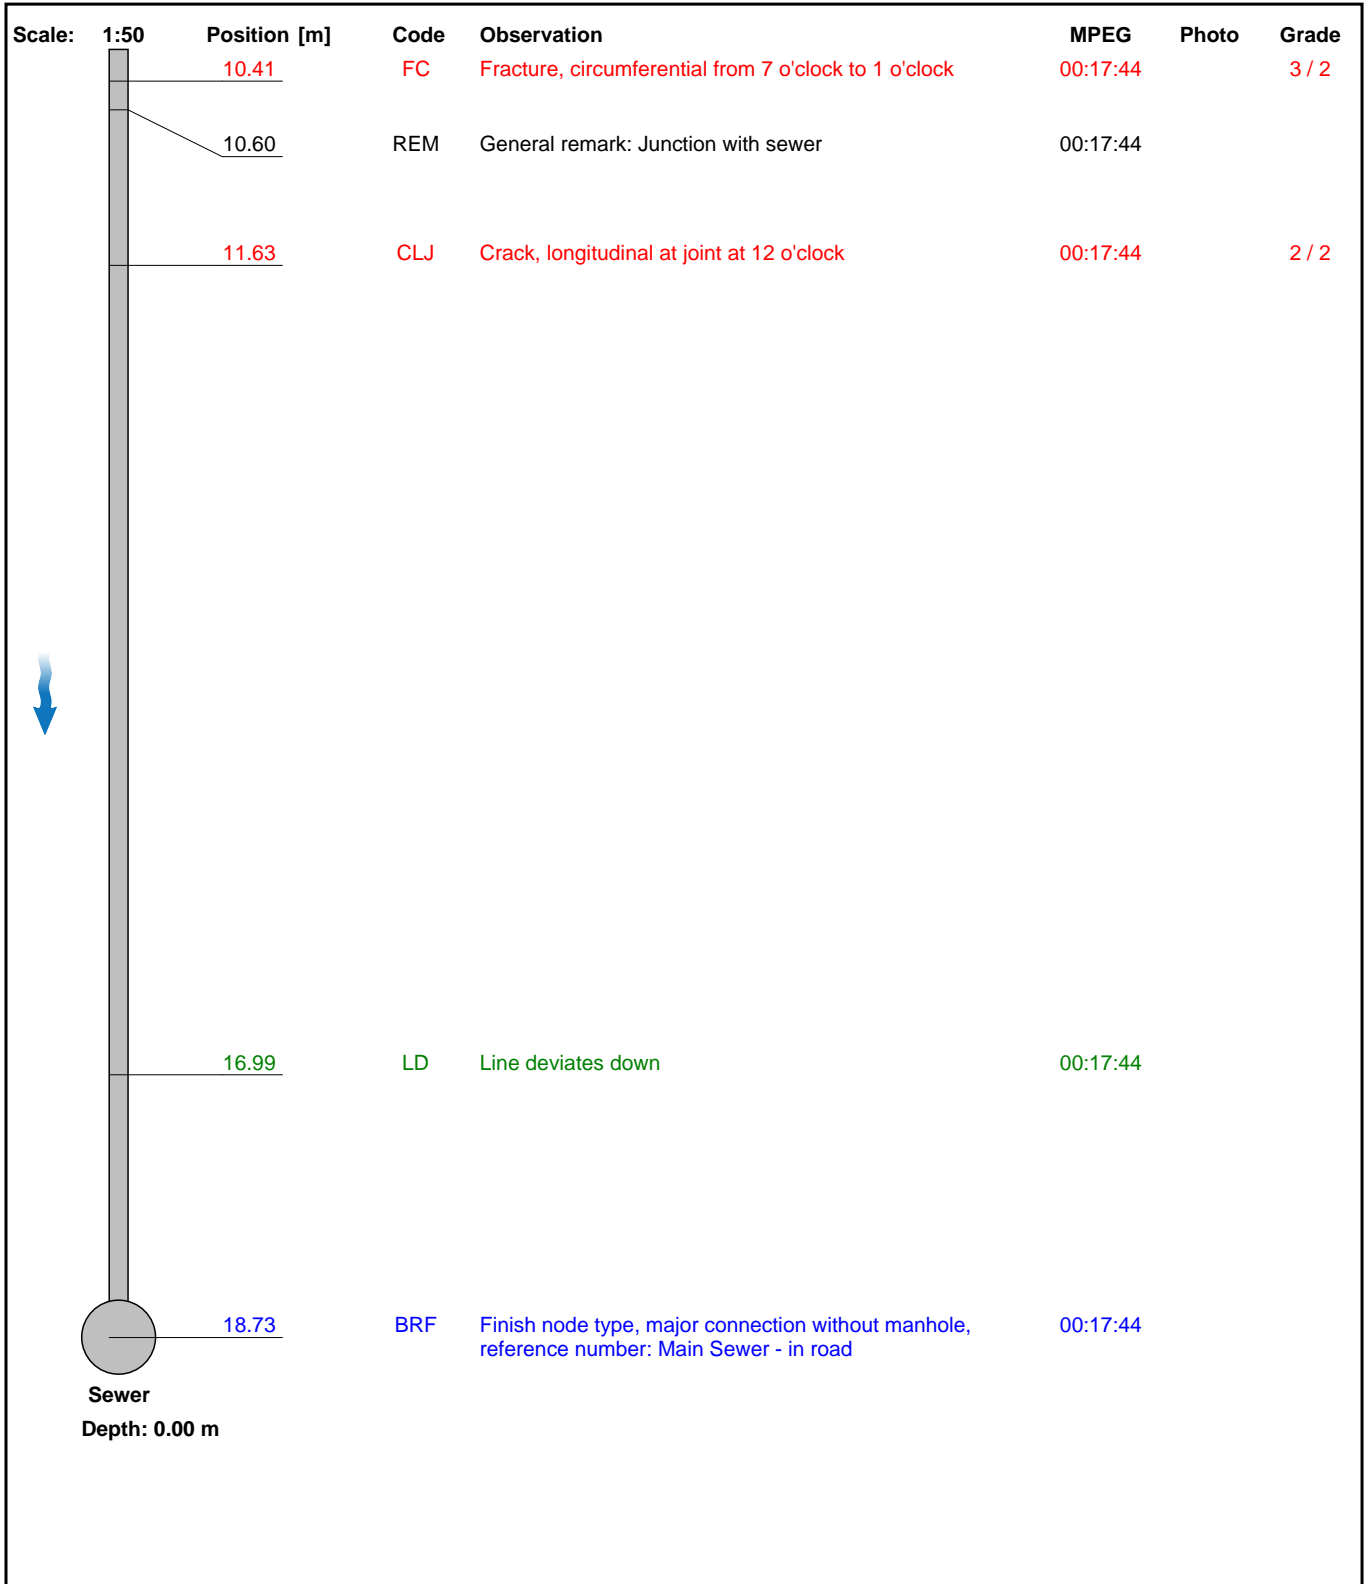 Scale: 1:50 Position [m] Code Observation MPEG Photo Grade
10.41 FC Fracture, circumferential from 7 o'clock to 1 o'clock 00:17:44 3 / 2
10.60 REM General remark: Junction with sewer 00:17:44
11.63 CLJ Crack, longitudinal at joint at 12 o'clock 00:17:44 2 / 2
16.99 LD Line deviates down 00:17:44
18.73 BRF Finish node type, major connection without manhole, 00:17:44
reference number: Main Sewer - in road
Sewer
Depth: 0.00 m